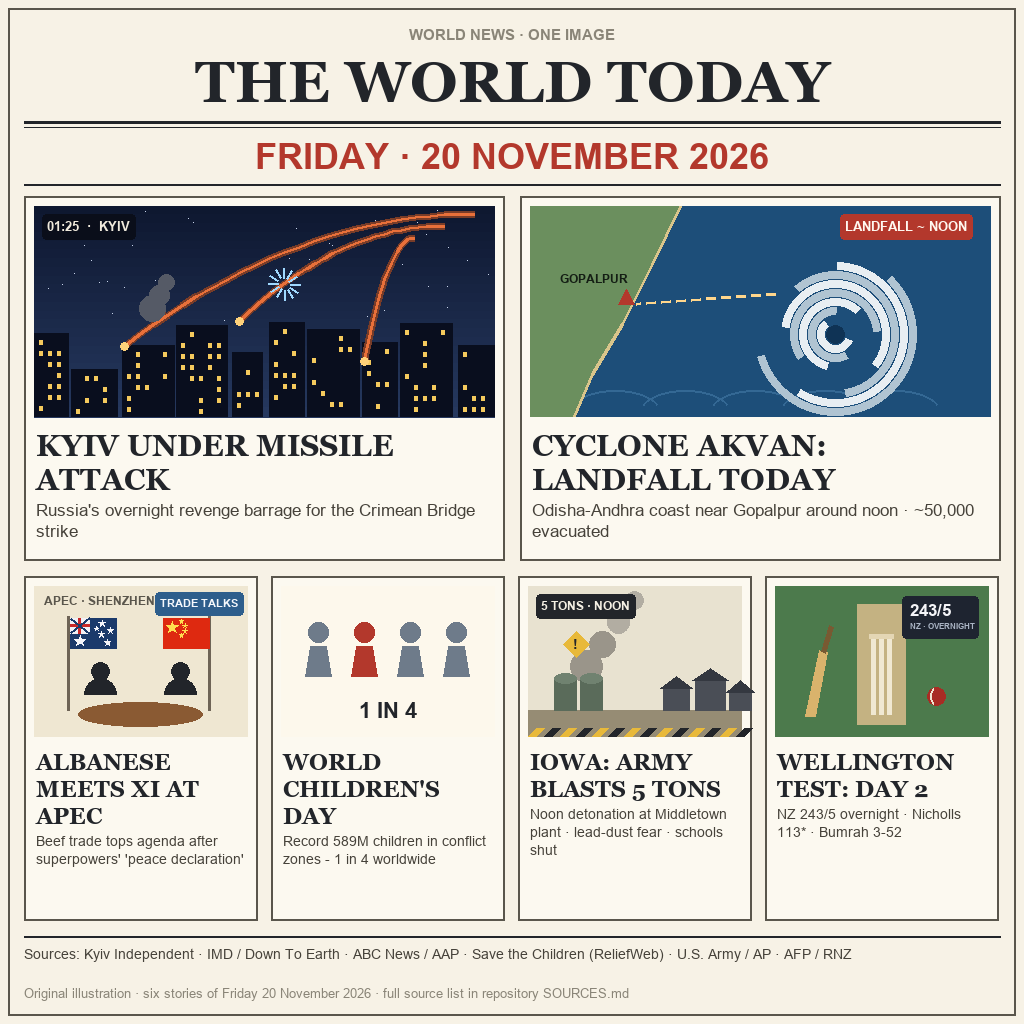 WORLD NEWS · ONE IMAGE
THE WORLD TODAY
FRIDAY · 20 NOVEMBER 2026
01:25 · KYIV
KYIV UNDER MISSILE
ATTACK
Russia's overnight revenge barrage for the Crimean Bridge
strike
LANDFALL ~ NOON
GOPALPUR
CYCLONE AKVAN:
LANDFALL TODAY
Odisha-Andhra coast near Gopalpur around noon · ~50,000
evacuated
APEC · SHENZHEN
TRADE TALKS
ALBANESE
MEETS XI AT
APEC
Beef trade tops agenda after
superpowers' 'peace declaration'
1 IN 4
WORLD
CHILDREN'S
DAY
Record 589M children in conflict
zones - 1 in 4 worldwide
5 TONS · NOON
!
IOWA: ARMY
BLASTS 5 TONS
Noon detonation at Middletown
plant · lead-dust fear · schools
shut
243/5
NZ · OVERNIGHT
WELLINGTON
TEST: DAY 2
NZ 243/5 overnight · Nicholls
113* · Bumrah 3-52
Sources: Kyiv Independent · IMD / Down To Earth · ABC News / AAP · Save the Children (ReliefWeb) · U.S. Army / AP · AFP / RNZ
Original illustration · six stories of Friday 20 November 2026 · full source list in repository SOURCES.md